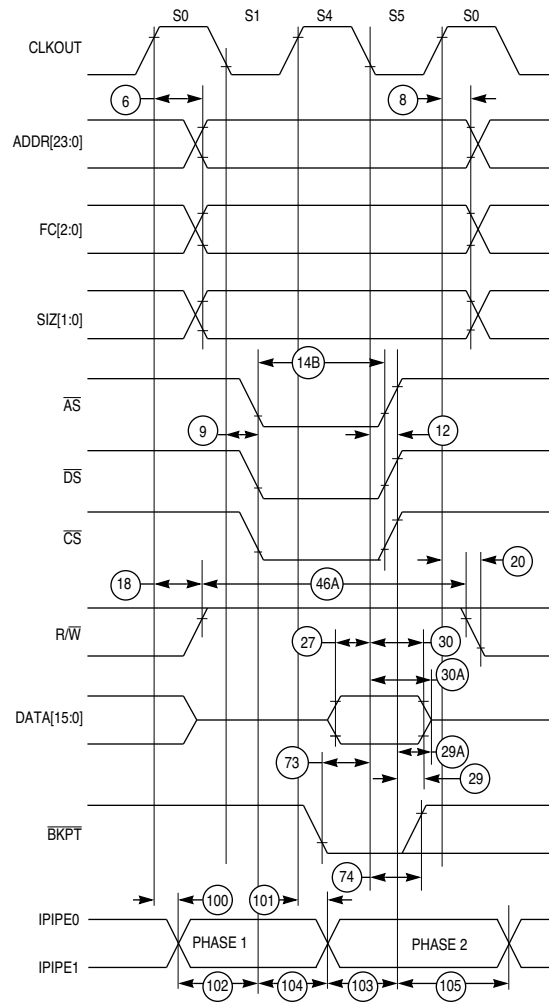 S0 S1 S4 S5 S0
CLKOUT
6 8
ADDR[23:0]
FC[2:0]
SIZ[1:0]
14B
AS
9 12
DS
CS
20
18 46A
R/W
27 30
30A
DATA[15:0]
29A
73 29
BKPT
74
100 101
IPIPE0
PHASE 1 PHASE 2
IPIPE1
102 104 103 105